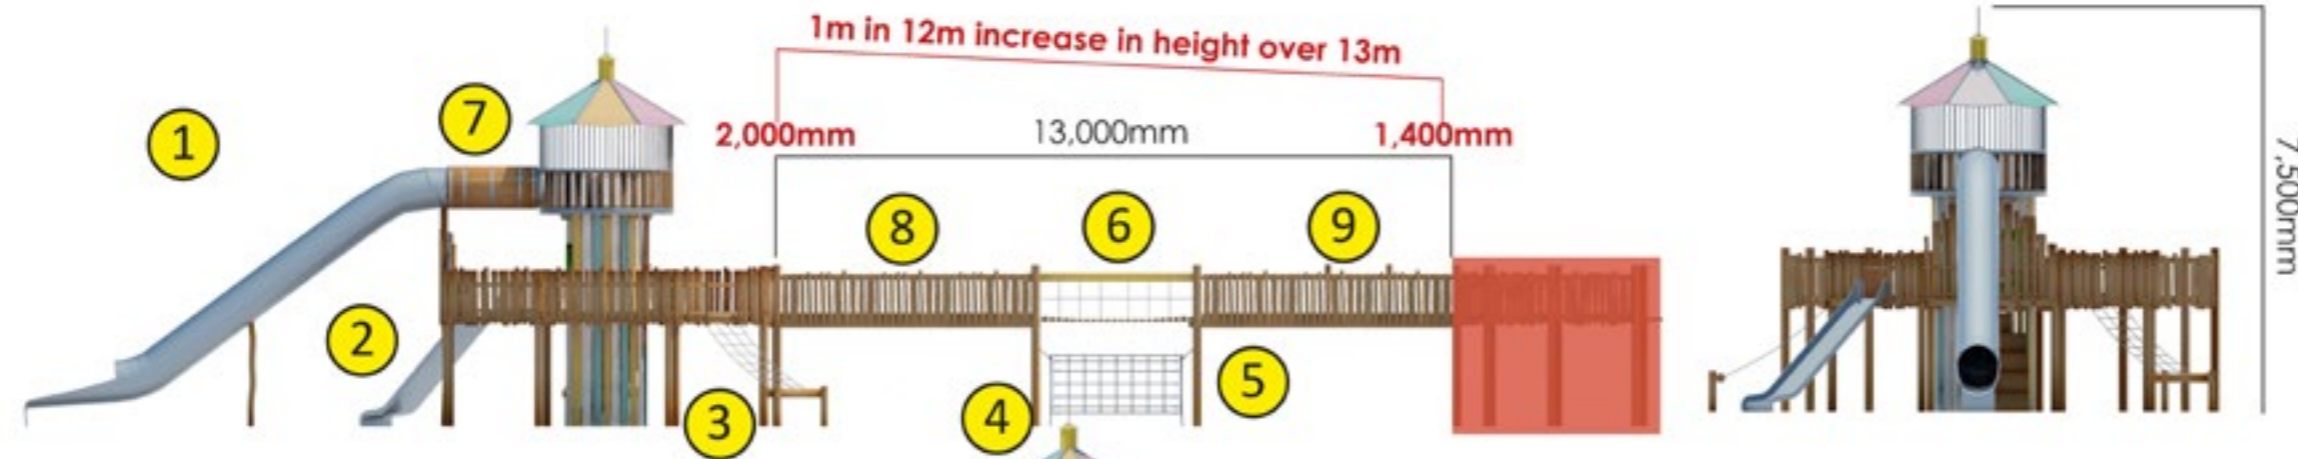 1m in 12m increase in height over 13m
2,000mm
13,000mm
1,400mm
7,500mm
1
7
8
6
9
2
3
4
5